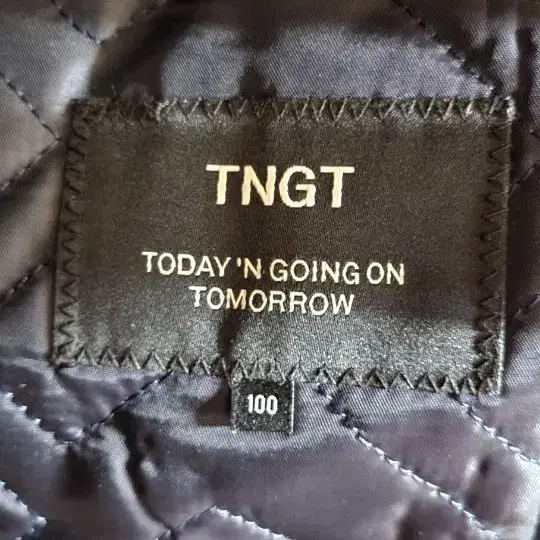 TNGT
TODAY 'N GOING ON
TOMORROW
100